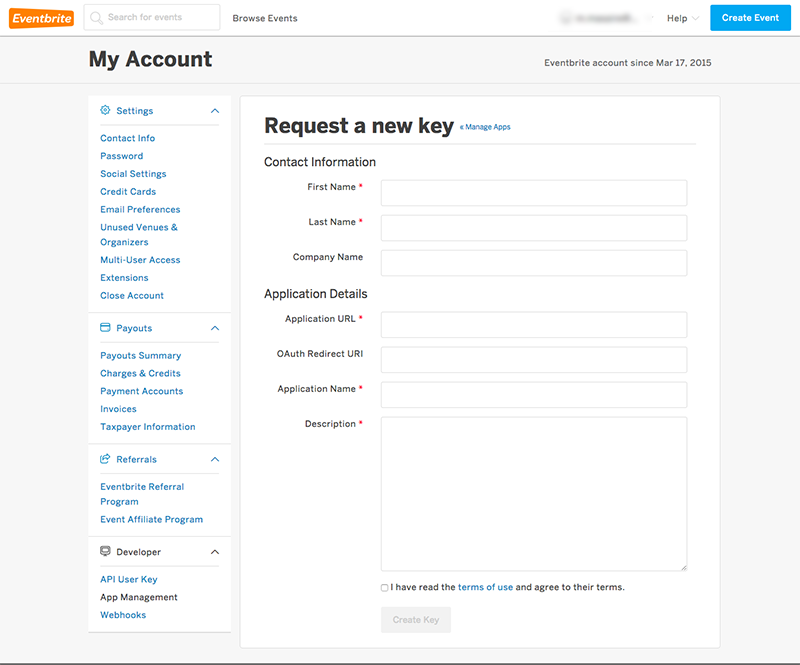 Eventbrite
Search for events
Browse Events
Help
Create Event
My Account
Eventbrite account since Mar 17, 2015
Settings
Contact Info
Password
Social Settings
Credit Cards
Email Preferences
Unused Venues &
Organizers
Multi-User Access
Extensions
Close Account
Payouts
Payouts Summary
Charges & Credits
Payment Accounts
Invoices
Taxpayer Information
Referrals
Eventbrite Referral
Program
Event Affiliate Program
Developer
API User Key
App Management
Webhooks
Request a new key « Manage Apps
Contact Information
First Name *
Last Name *
Company Name
Application Details
Application URL *
OAuth Redirect URI
Application Name *
Description *
I have read the terms of use and agree to their terms.
Create Key